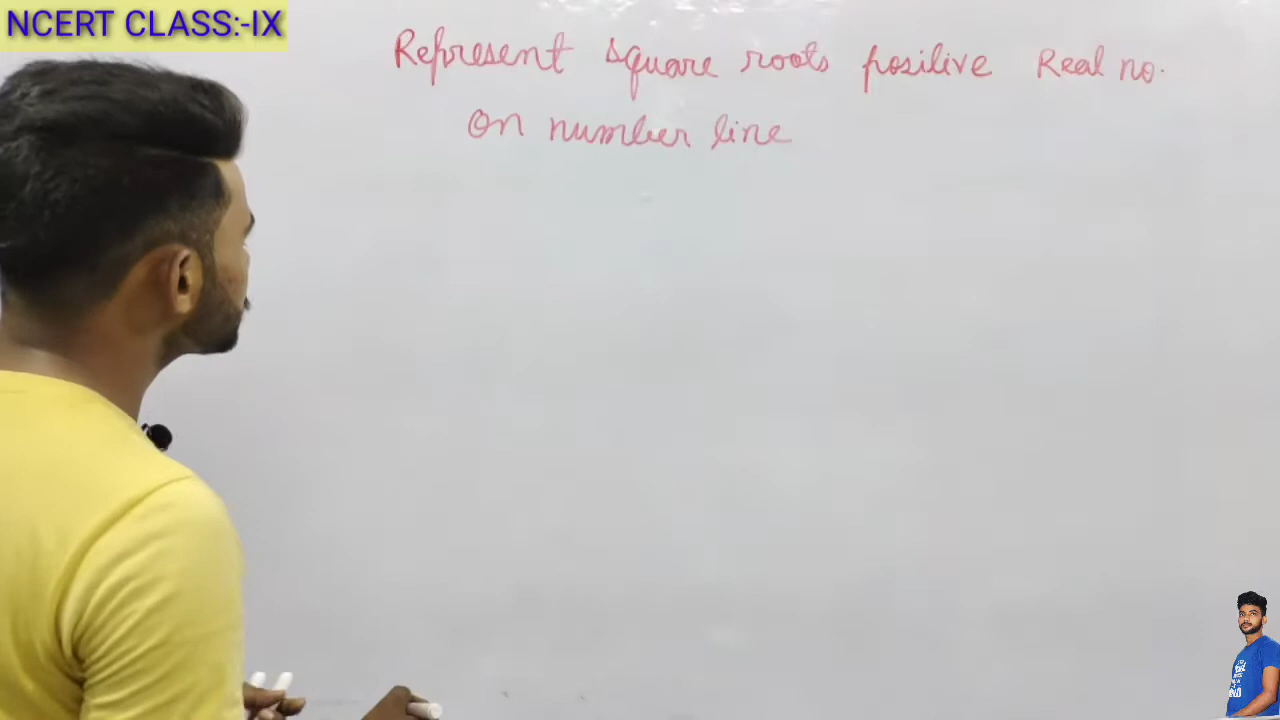 NCERT CLASS:-IX
Represent square roots positive Real no.
on number line